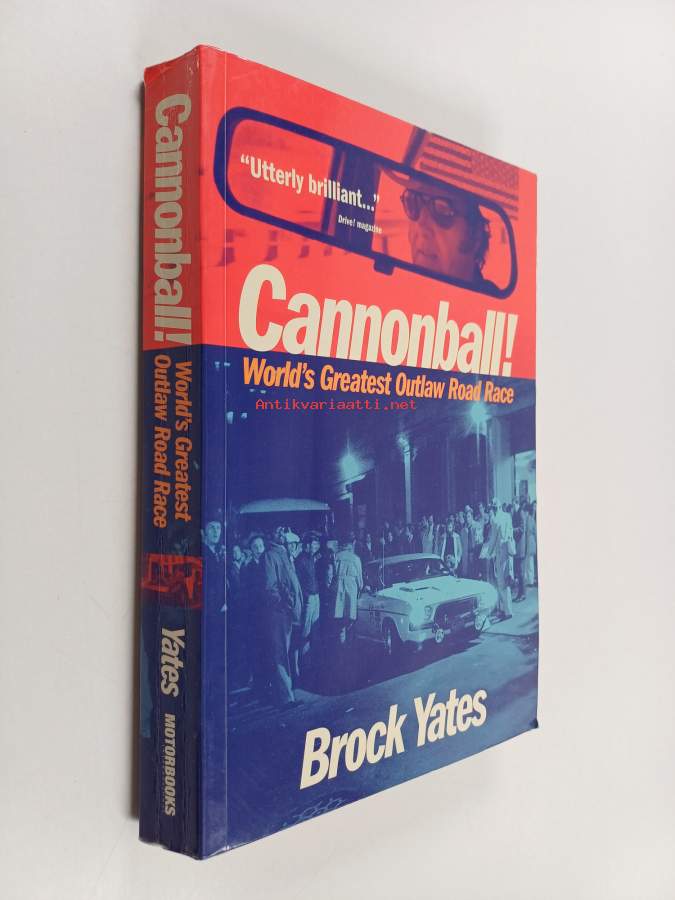 "Utterly brilliant..."
Drive! magazine
Cannonball!
World's Greatest Outlaw Road Race
Antikvariaatti.net
Brock Yates
Cannonball!
World's Greatest
Outlaw Road Race
Yates
MOTORBOOKS